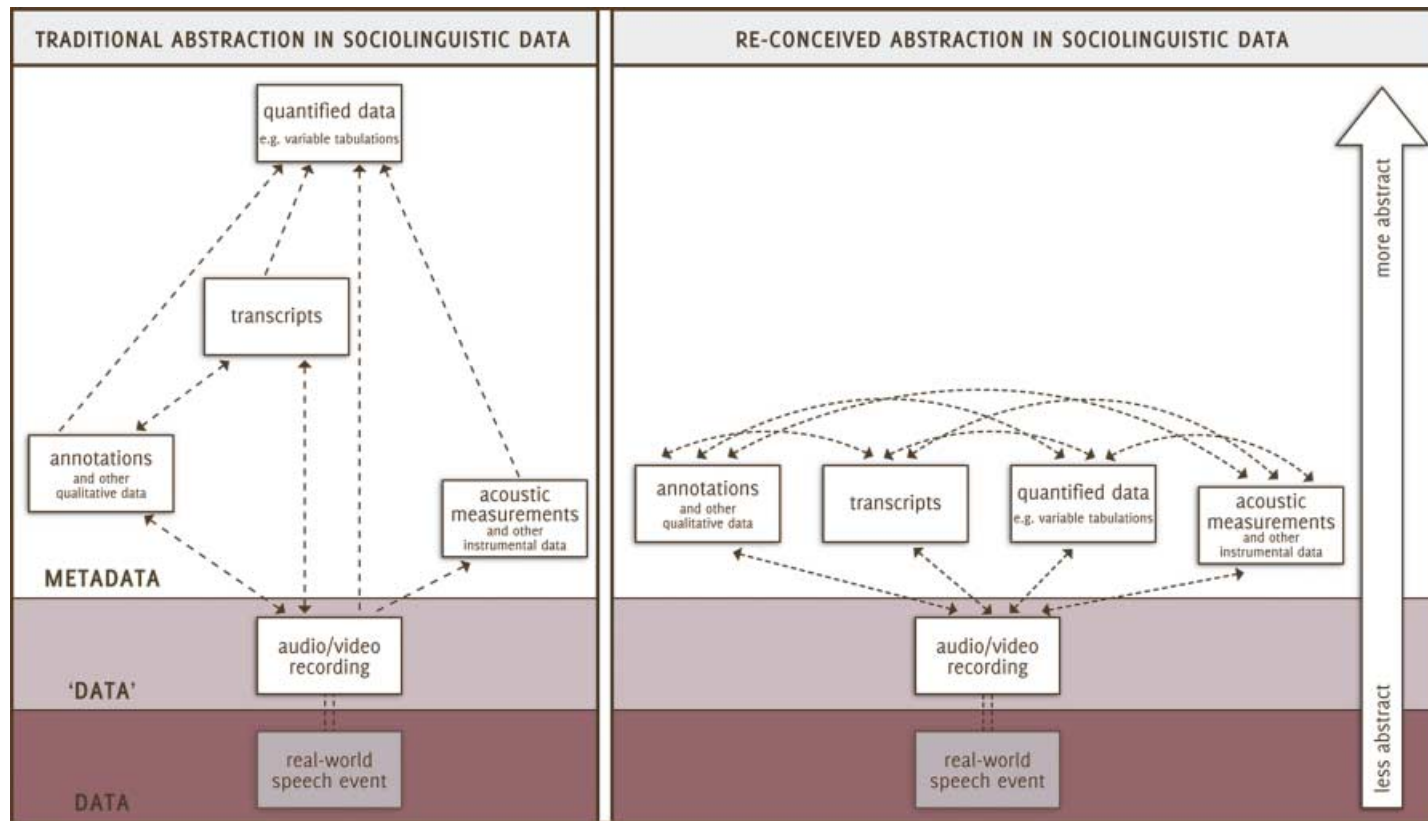 TRADITIONAL ABSTRACTION IN SOCIOLINGUISTIC DATA
quantified data
e.g. variable tabulations
transcripts
annotations
and other
qualitative data
acoustic
measurements
and other
instrumental data
METADATA
audio/video
recording
'DATA'
real-world
speech event
DATA
RE-CONCEIVED ABSTRACTION IN SOCIOLINGUISTIC DATA
annotations
and other
qualitative data
transcripts
quantified data
e.g. variable tabulations
acoustic
measurements
and other
instrumental data
audio/video
recording
real-world
speech event
more abstract
less abstract